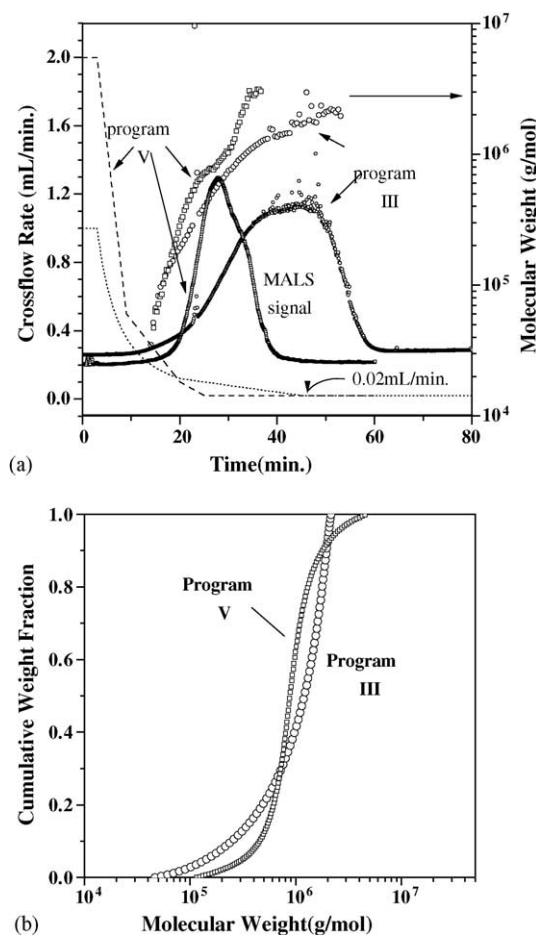 10⁷
2.0
1.6
program
V
10⁶
1.2
program
III
Crossflow Rate (mL/min.)
Molecular Weight (g/mol)
0.8
10⁵
MALS
signal
0.4
0.02mL/min.
0.0
10⁴
0 20 40 60 80
(a) Time(min.)
1.0
0.8
Program
V
0.6
Program
III
Cumulative Weight Fraction
0.4
0.2
0.0
10⁴ 10⁵ 10⁶ 10⁷
(b) Molecular Weight(g/mol)